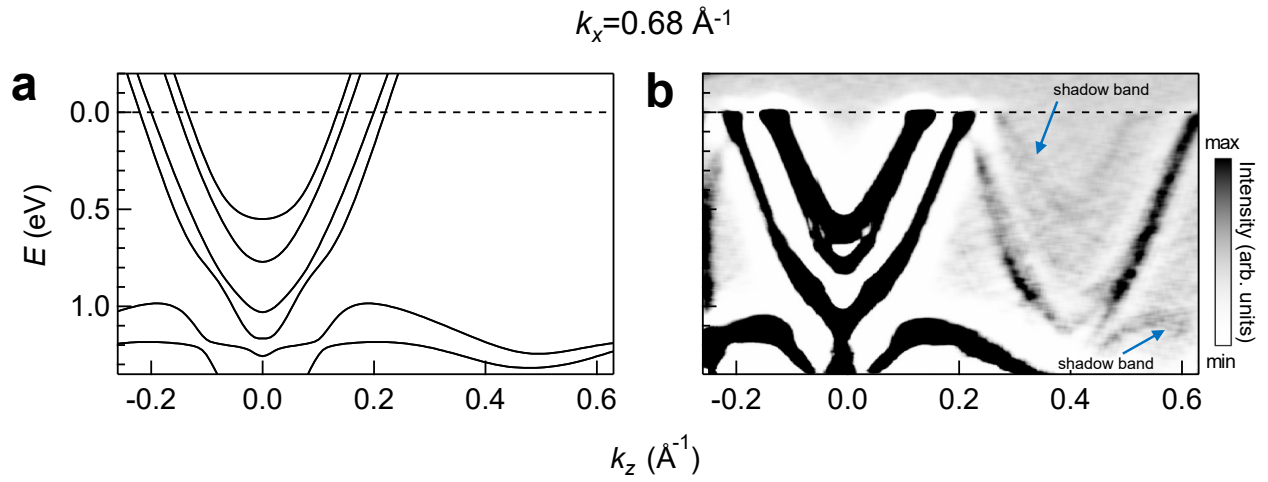 kx=0.68 Å-1
a
b
0.0
0.5
1.0
E (eV)
-0.2
0.0
0.2
0.4
0.6
shadow band
shadow band
-0.2
0.0
0.2
0.4
0.6
max
Intensity (arb. units)
min
kz (Å-1)